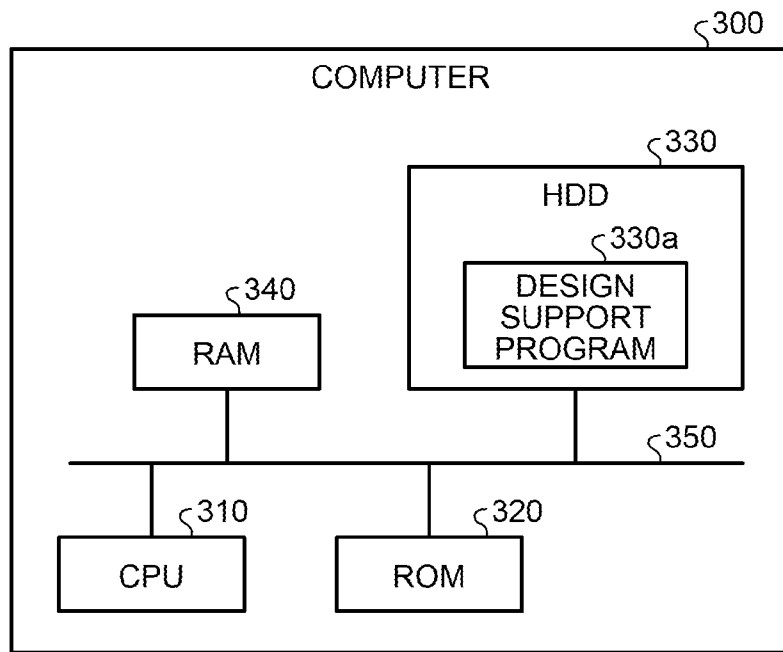 300
COMPUTER
330
HDD
330a
DESIGN
SUPPORT
PROGRAM
340
RAM
350
310
CPU
320
ROM